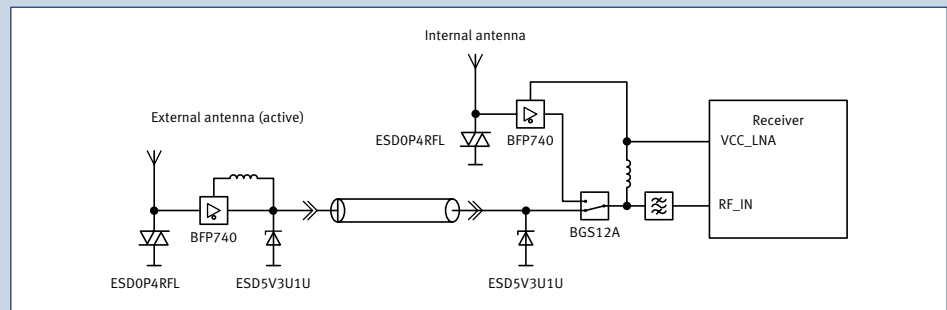 Internal antenna
External antenna (active)
Receiver
ESD0P4RFL
BFP740
VCC_LNA
BFP740
RF_IN
BGS12A
ESD0P4RFL
ESD5V3U1U
ESD5V3U1U